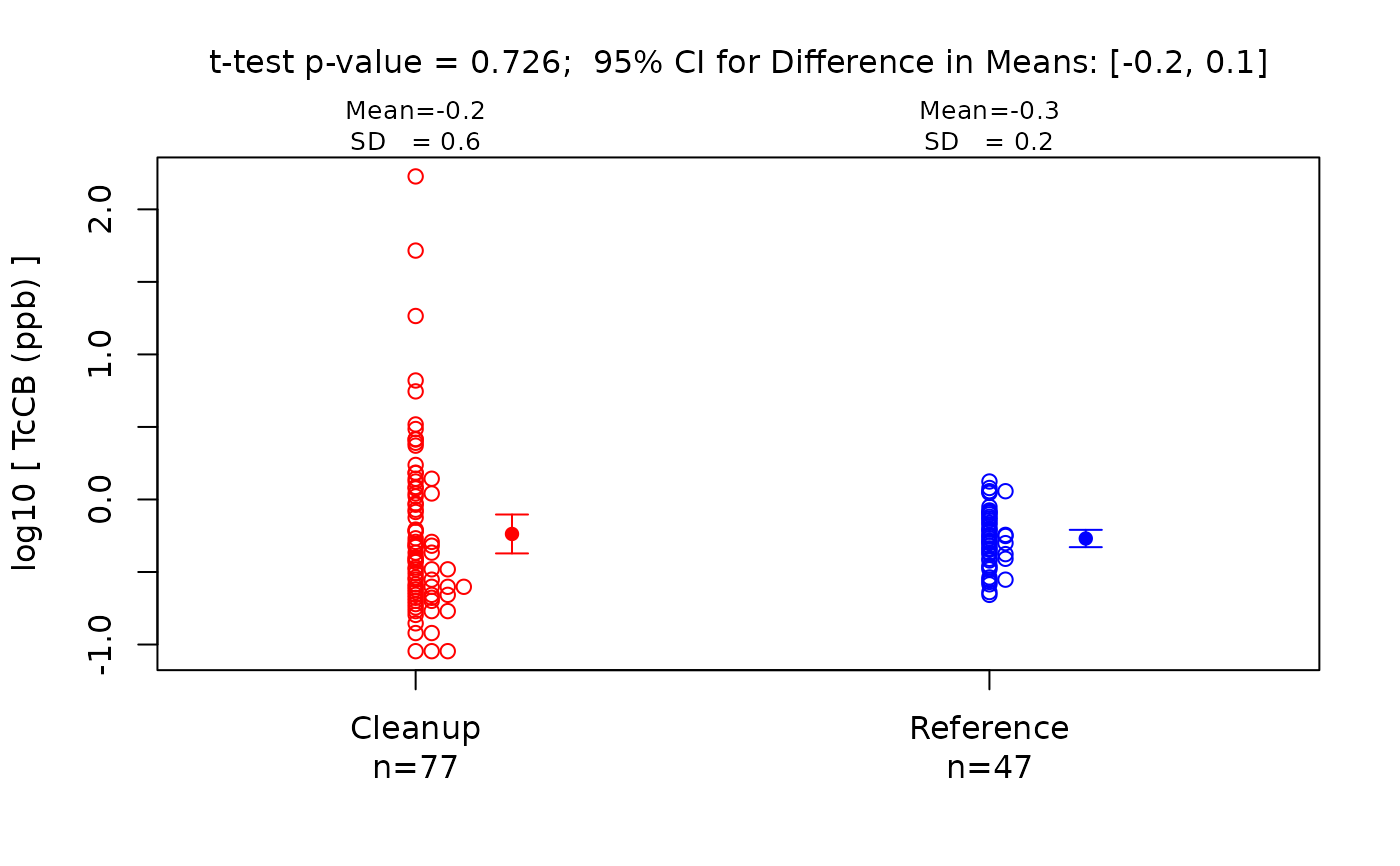 t-test p-value = 0.726;  95% CI for Difference in Means: [-0.2, 0.1]
Mean=-0.2
SD   = 0.6
Mean=-0.3
SD   = 0.2
log10 [ TcCB (ppb) ]
2.0
1.0
0.0
-1.0
Cleanup
n=77
Reference
n=47